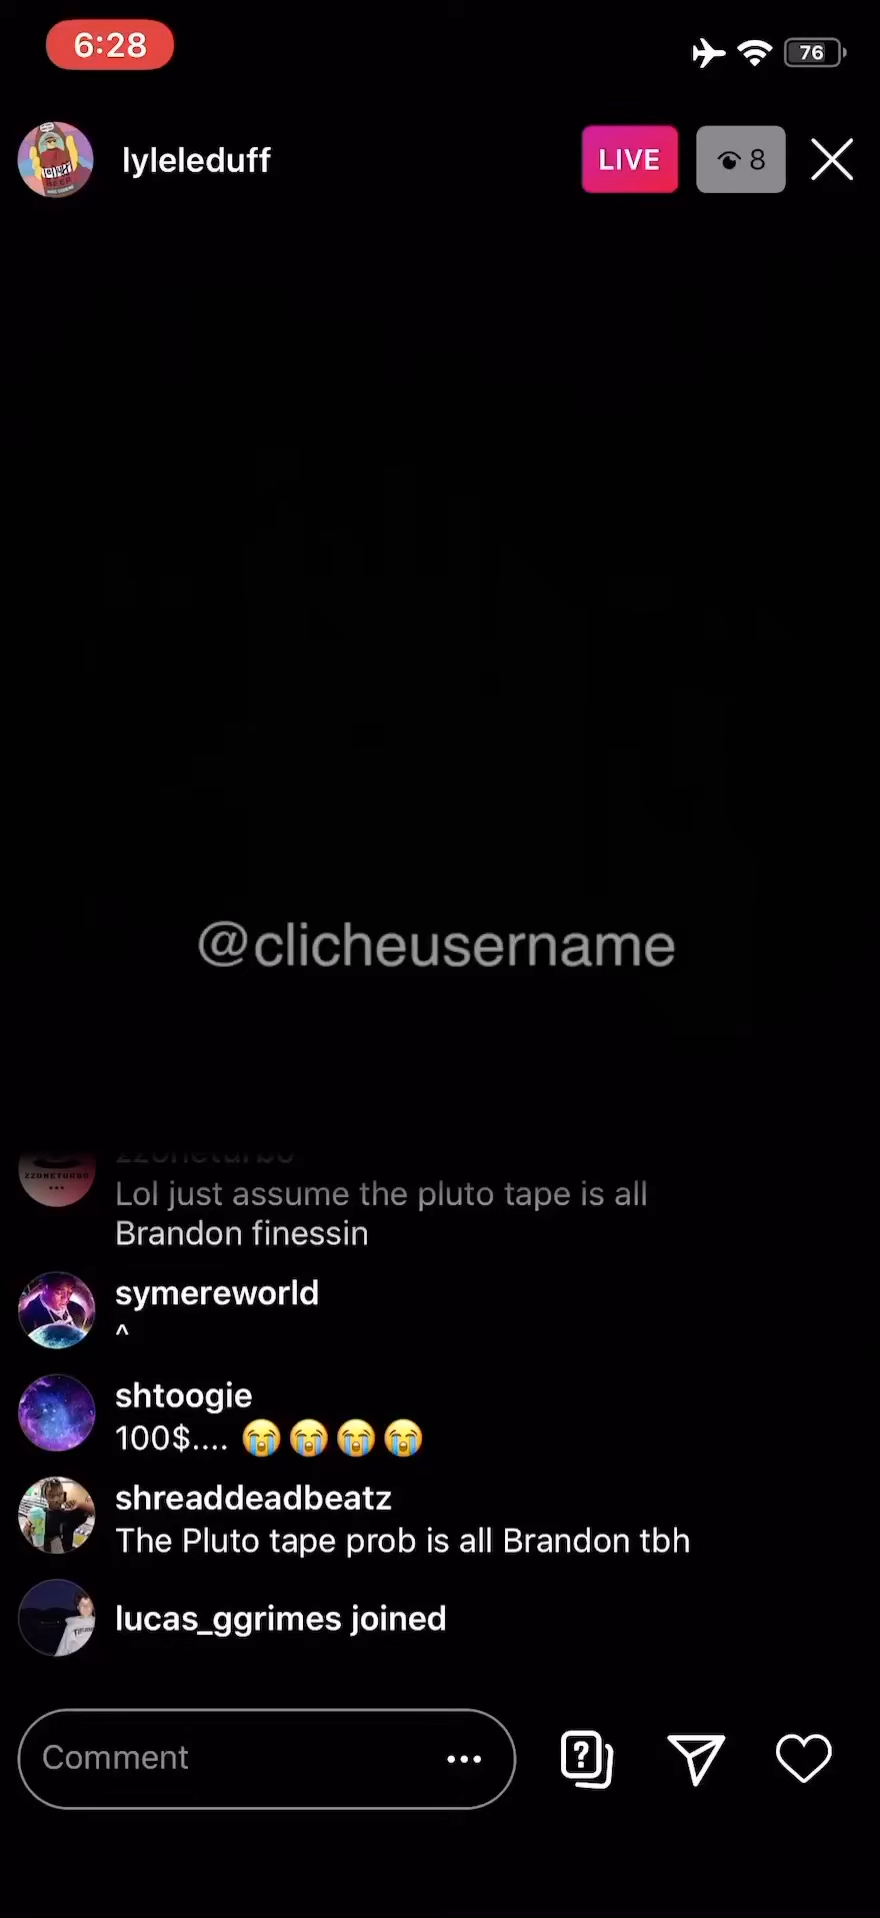 6:28
76
lyleleduff
LIVE
8
@clicheusername
ZZONETURBO
Lol just assume the pluto tape is all
Brandon finessin
symereworld
^
shtoogie
100$.... 😭😭😭😭
shreaddeadbeatz
The Pluto tape prob is all Brandon tbh
lucas_ggrimes joined
Comment